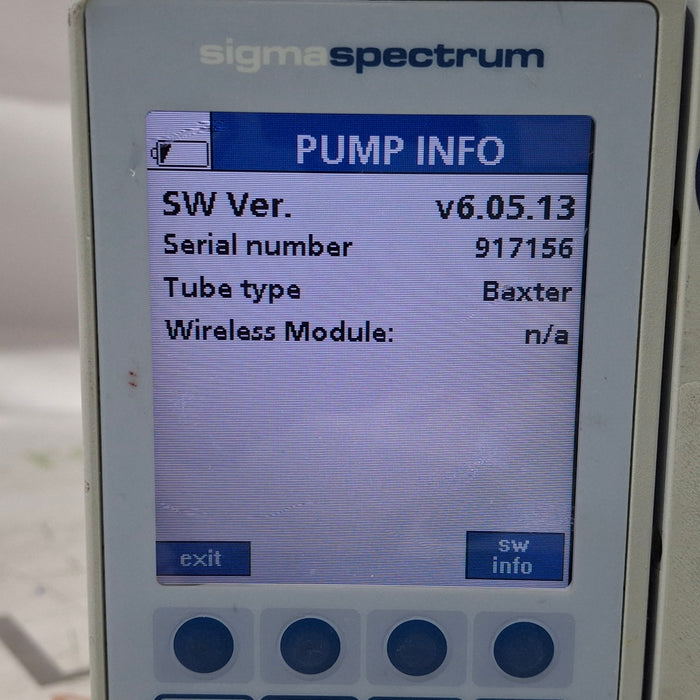 sigmaspectrum
PUMP INFO
SW Ver. v6.05.13
Serial number 917156
Tube type Baxter
Wireless Module: n/a
exit
sw
info